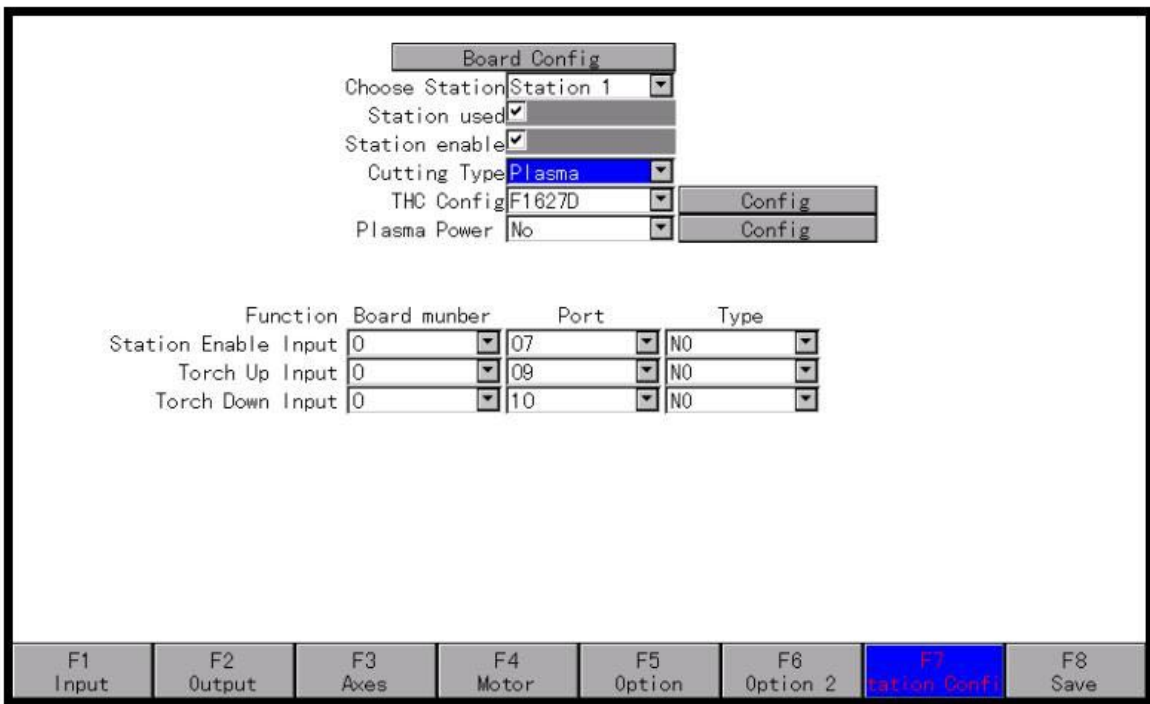 Board Config
Choose Station Station 1
Station used
Station enable
Cutting Type Plasma
THC Config F1627D Config
Plasma Power No Config
Function Board munber Port Type
Station Enable Input 0 07 NO
Torch Up Input 0 09 NO
Torch Down Input 0 10 NO
F1 F2 F3 F4 F5 F6 F7 F8
Input Output Axes Motor Option Option 2 tation Confi Save